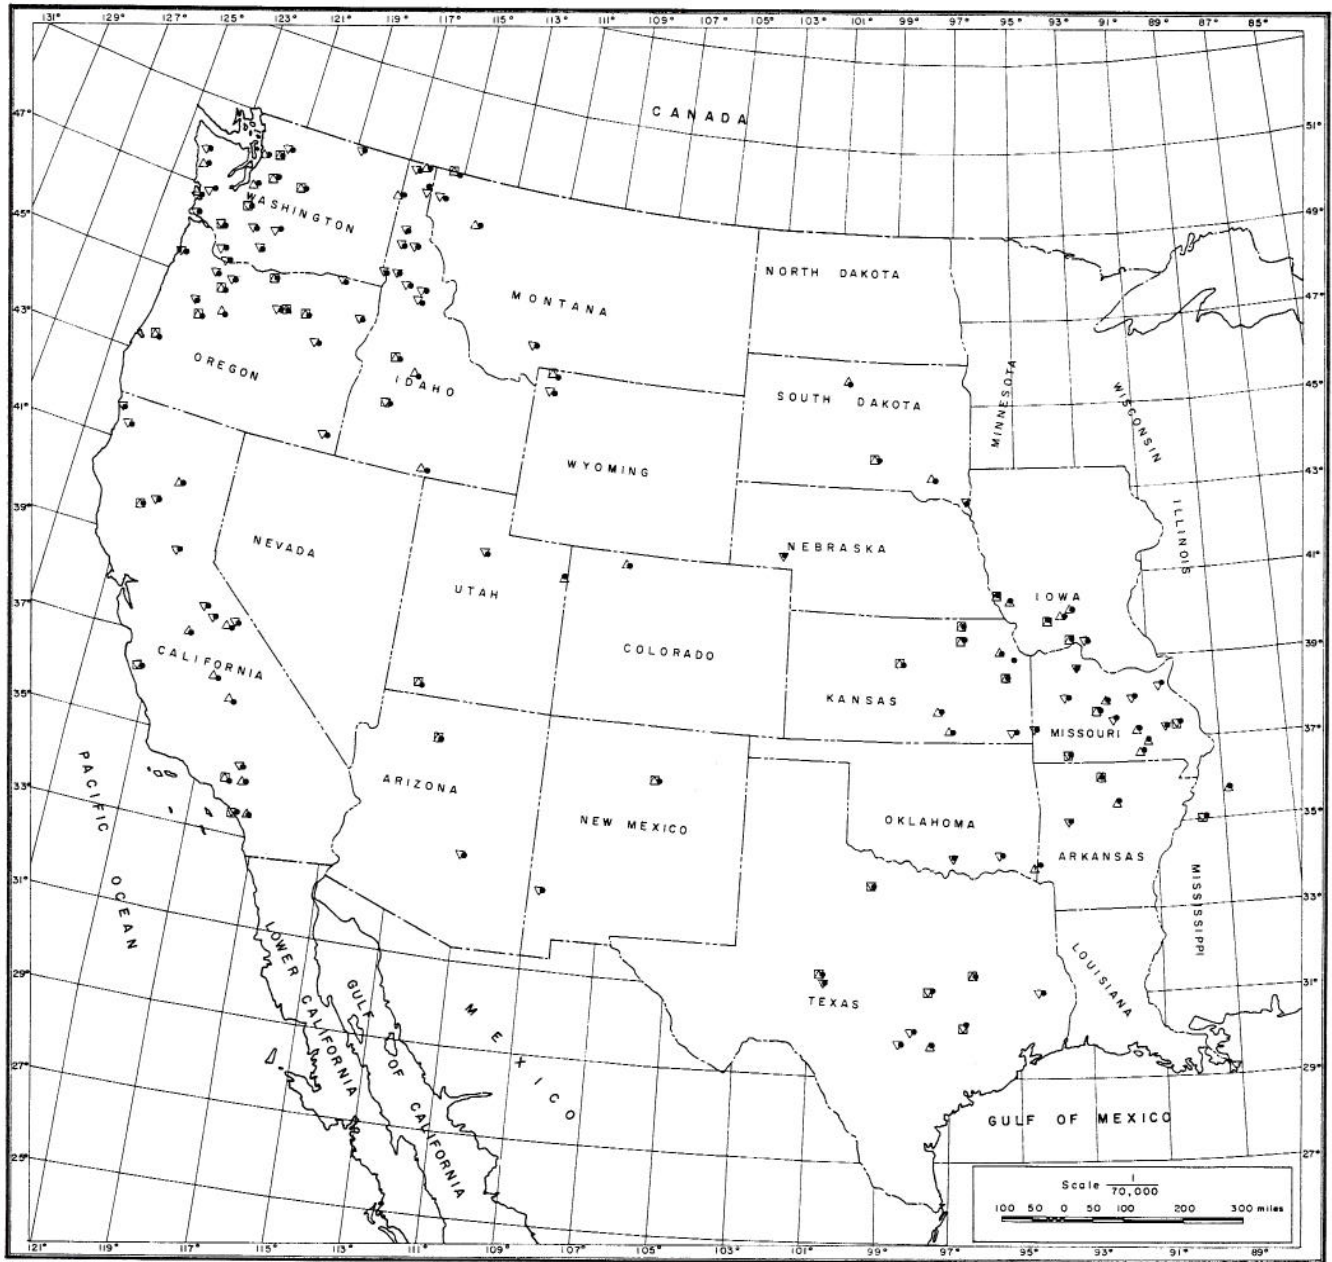 131° 127° 125° 123° 121° 119° 117° 115° 113° 111° 109° 107° 105° 103° 101° 99° 97° 95° 93° 91° 89° 87° 85°
CANADA
47°
51°
WASHINGTON
45°
49°
NORTH DAKOTA
MONTANA
43°
47°
OREGON
IDAHO
SOUTH DAKOTA
MINNESOTA
WISCONSIN
41°
45°
WYOMING
39°
43°
NEVADA
NEBRASKA
ILLINOIS
UTAH
IOWA
37°
41°
CALIFORNIA
COLORADO
KANSAS
35°
39°
MISSOURI
PACIFIC
OCEAN
ARIZONA
33°
37°
NEW MEXICO
OKLAHOMA
ARKANSAS
35°
31°
MISSISSIPPI
33°
LOWER
CALIFORNIA
GULF
OF
CALIFORNIA
MEXICO
TEXAS
LOUISIANA
29°
31°
27°
29°
GULF OF MEXICO
25°
27°
Scale 1
70,000
100 50 0 50 100 200 300 miles
121° 119° 117° 115° 113° 111° 109° 107° 105° 103° 101° 99° 97° 95° 93° 91° 89°